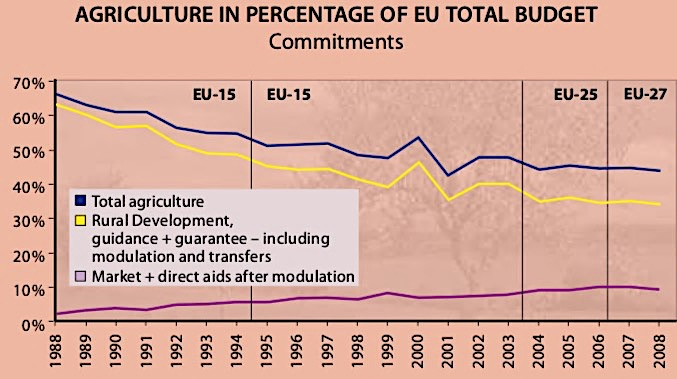 AGRICULTURE IN PERCENTAGE OF EU TOTAL BUDGET
Commitments
70%
60%
50%
40%
30%
20%
10%
0%
EU-15
EU-15
EU-25
EU-27
Total agriculture
Rural Development,
guidance + guarantee – including
modulation and transfers
Market + direct aids after modulation
1988
1989
1990
1991
1992
1993
1994
1995
1996
1997
1998
1999
2000
2001
2002
2003
2004
2005
2006
2007
2008